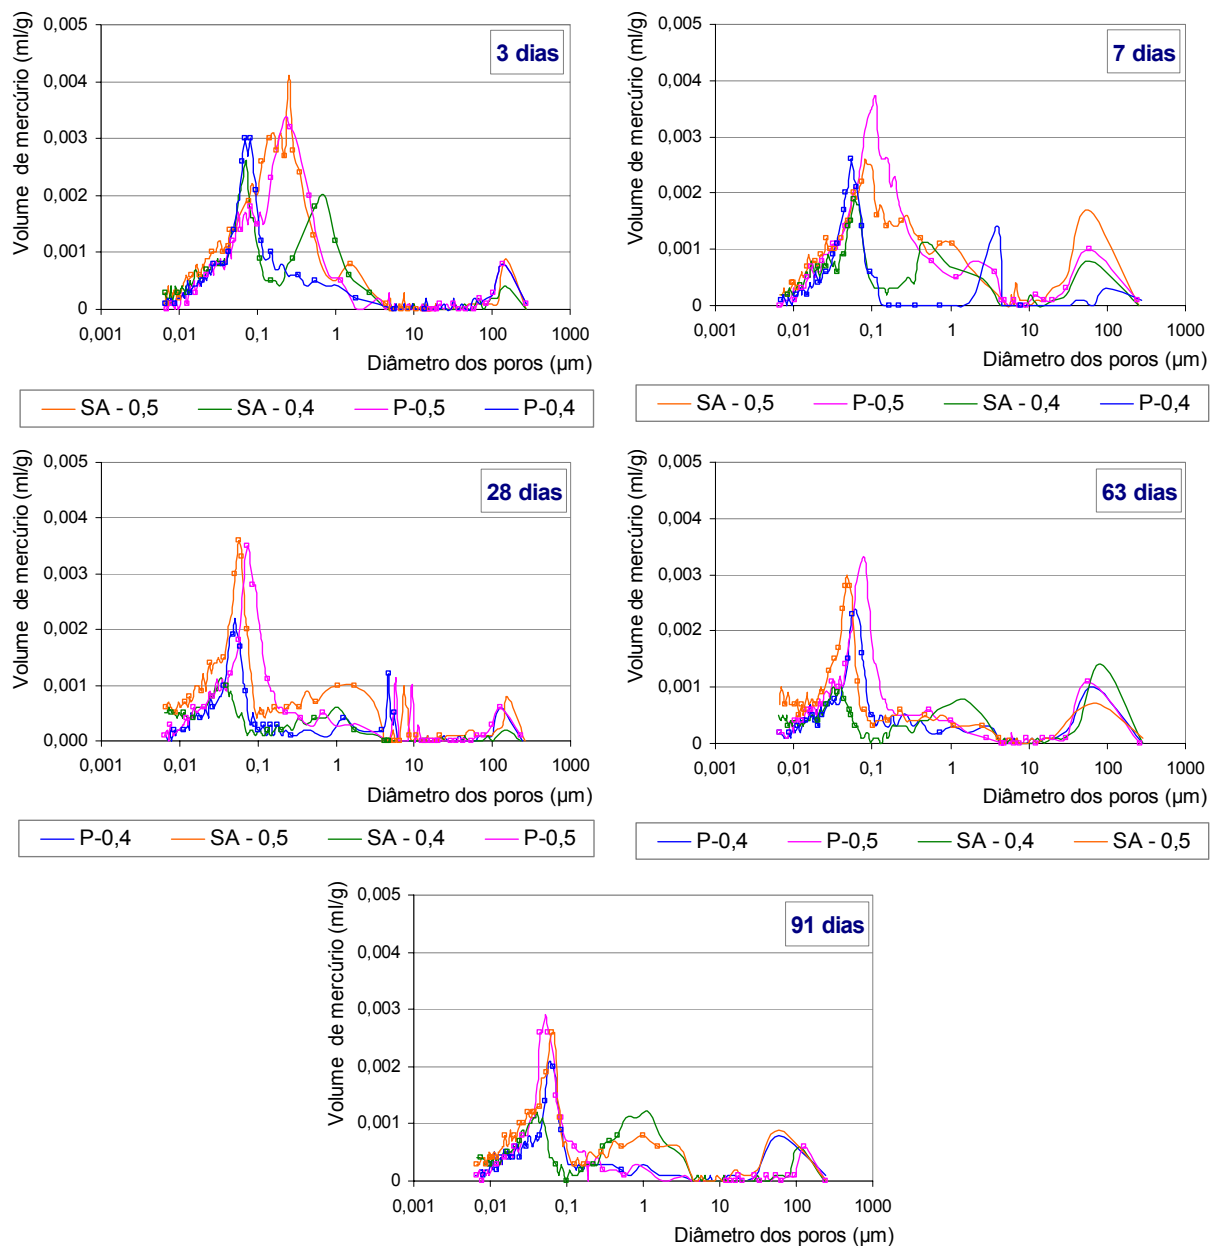 3 dias
Volume de mercúrio (ml/g)
0,005
0,004
0,003
0,002
0,001
0
0,001 0,01 0,1 1 10 100 1000
Diâmetro dos poros (µm)
SA - 0,5 SA - 0,4 P-0,5 P-0,4
7 dias
Volume de mercúrio (ml/g)
0,005
0,004
0,003
0,002
0,001
0
0,001 0,01 0,1 1 10 100 1000
Diâmetro dos poros (µm)
SA - 0,5 P-0,5 SA - 0,4 P-0,4
28 dias
Volume de mercúrio (ml/g)
0,005
0,004
0,003
0,002
0,001
0,000
0,001 0,01 0,1 1 10 100 1000
Diâmetro dos poros (µm)
P-0,4 SA - 0,5 SA - 0,4 P-0,5
63 dias
Volume de mercúrio (ml/g)
0,005
0,004
0,003
0,002
0,001
0
0,001 0,01 0,1 1 10 100 1000
Diâmetro dos poros (µm)
P-0,4 P-0,5 SA - 0,4 SA - 0,5
91 dias
Volume de mercúrio (ml/g)
0,005
0,004
0,003
0,002
0,001
0
0,001 0,01 0,1 1 10 100 1000
Diâmetro dos poros (µm)